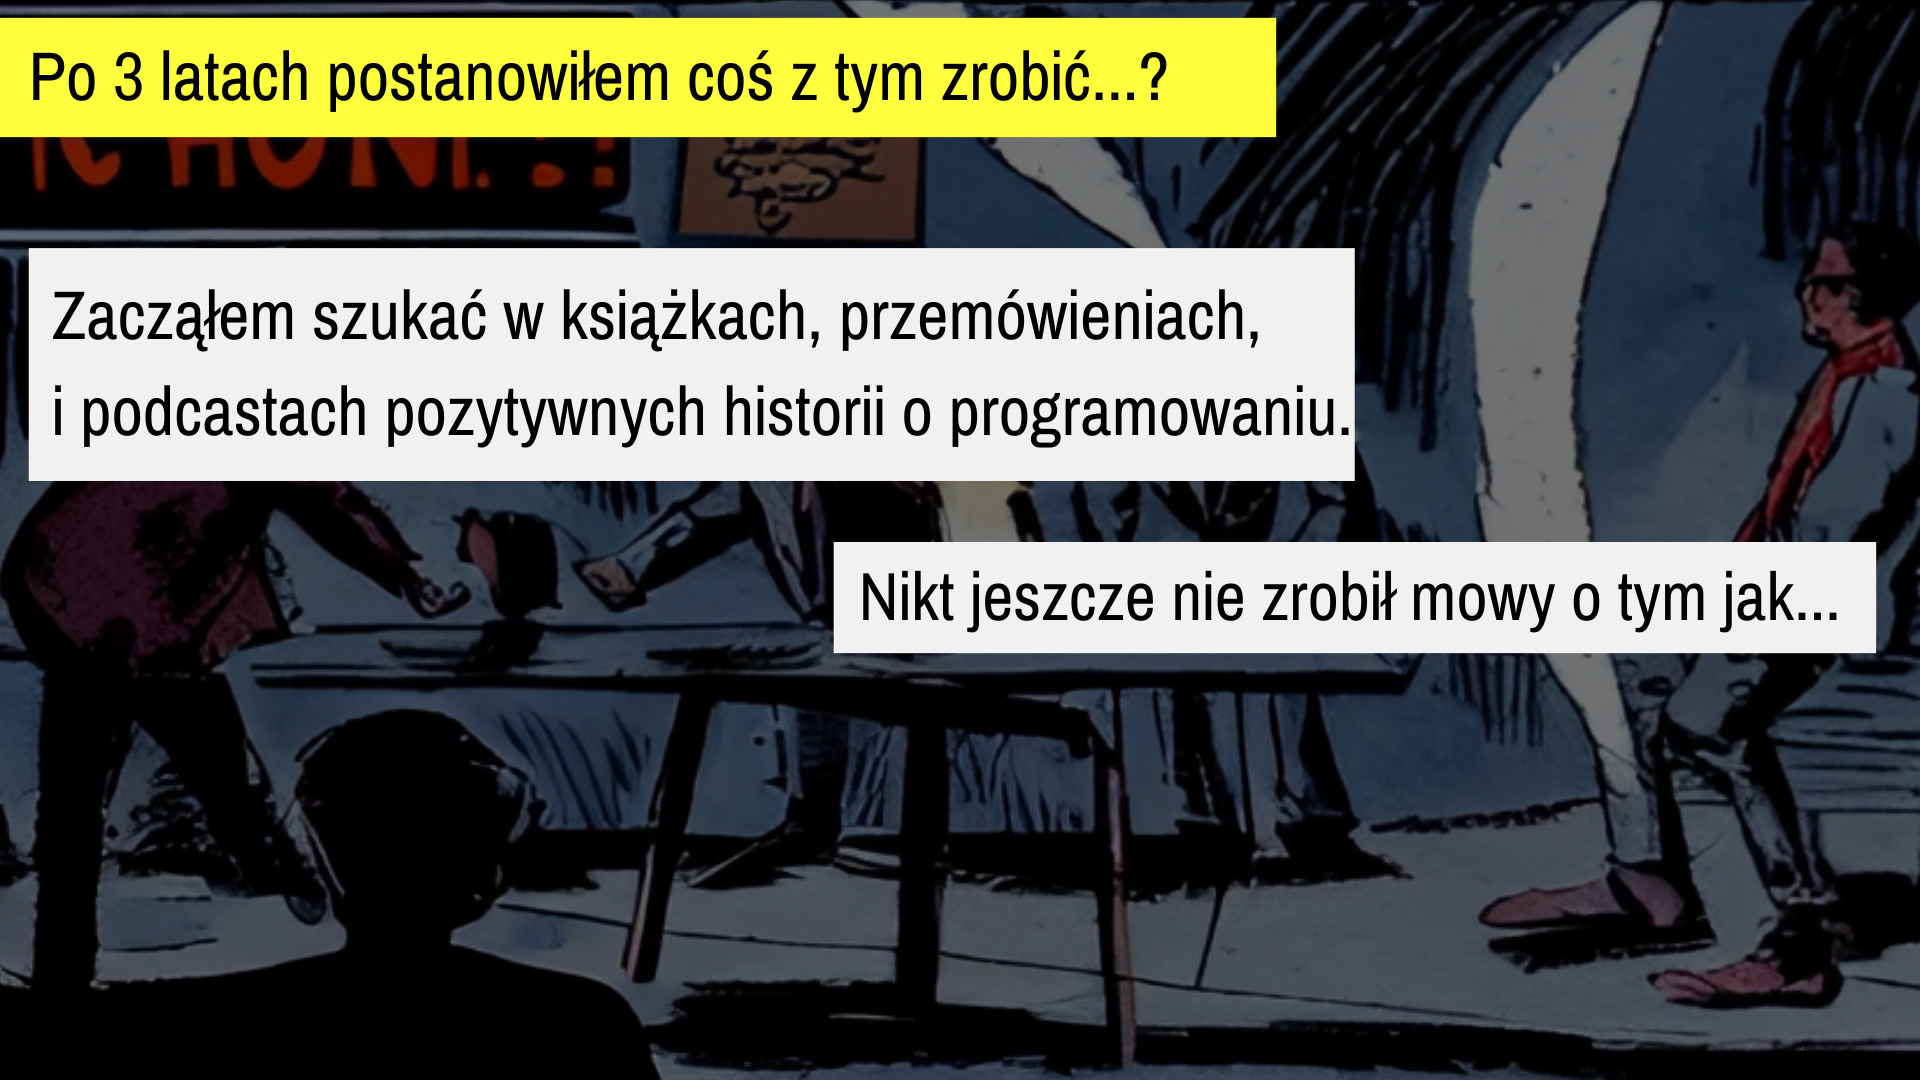 Po 3 latach postanowiłem coś z tym zrobić...?
Zacząłem szukać w książkach, przemówieniach,
i podcastach pozytywnych historii o programowaniu.
Nikt jeszcze nie zrobił mowy o tym jak...